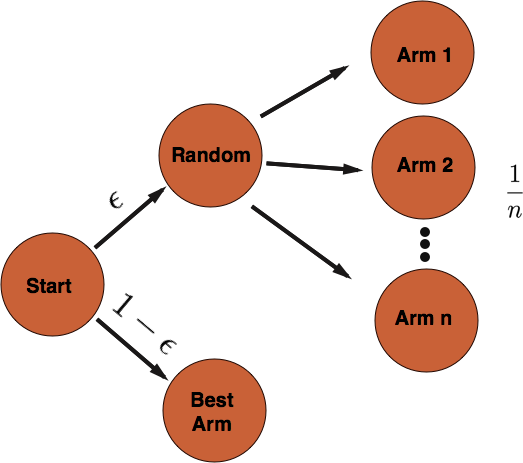 Arm 1
Random
Arm 2
1/n
ϵ
Start
1 − ϵ
Arm n
Best
Arm